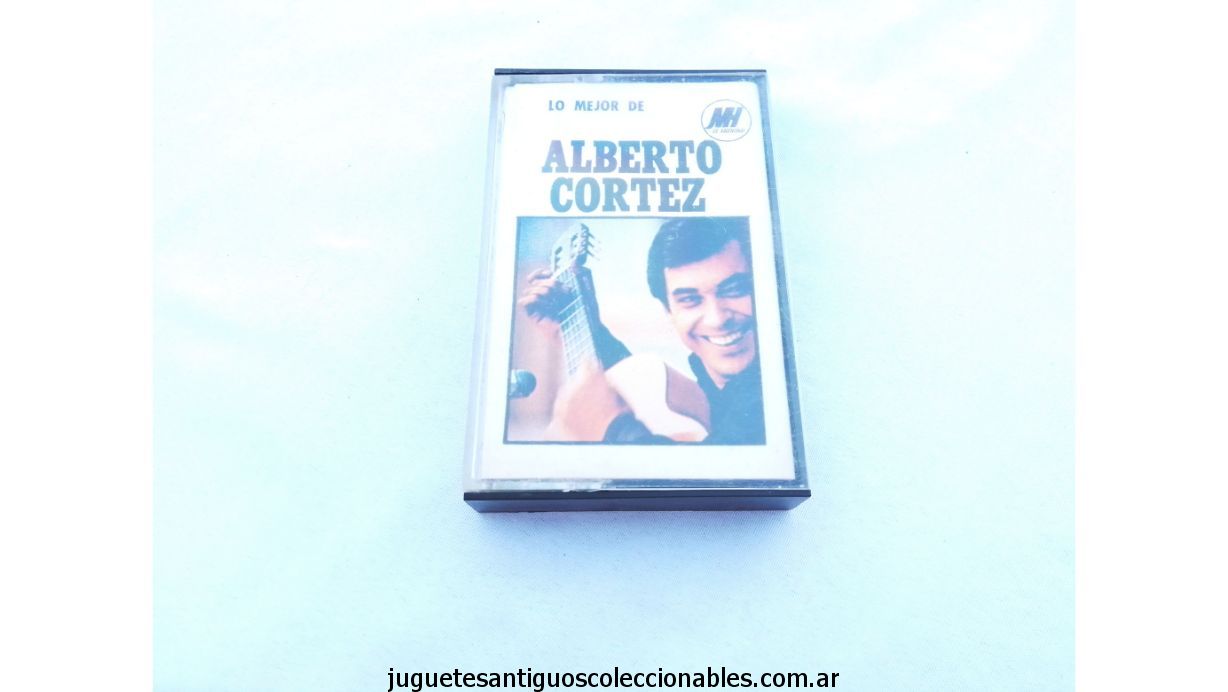 LO MEJOR DE
MH
ALBERTO
CORTEZ
juguetesantiguoscoleccionables.com.ar